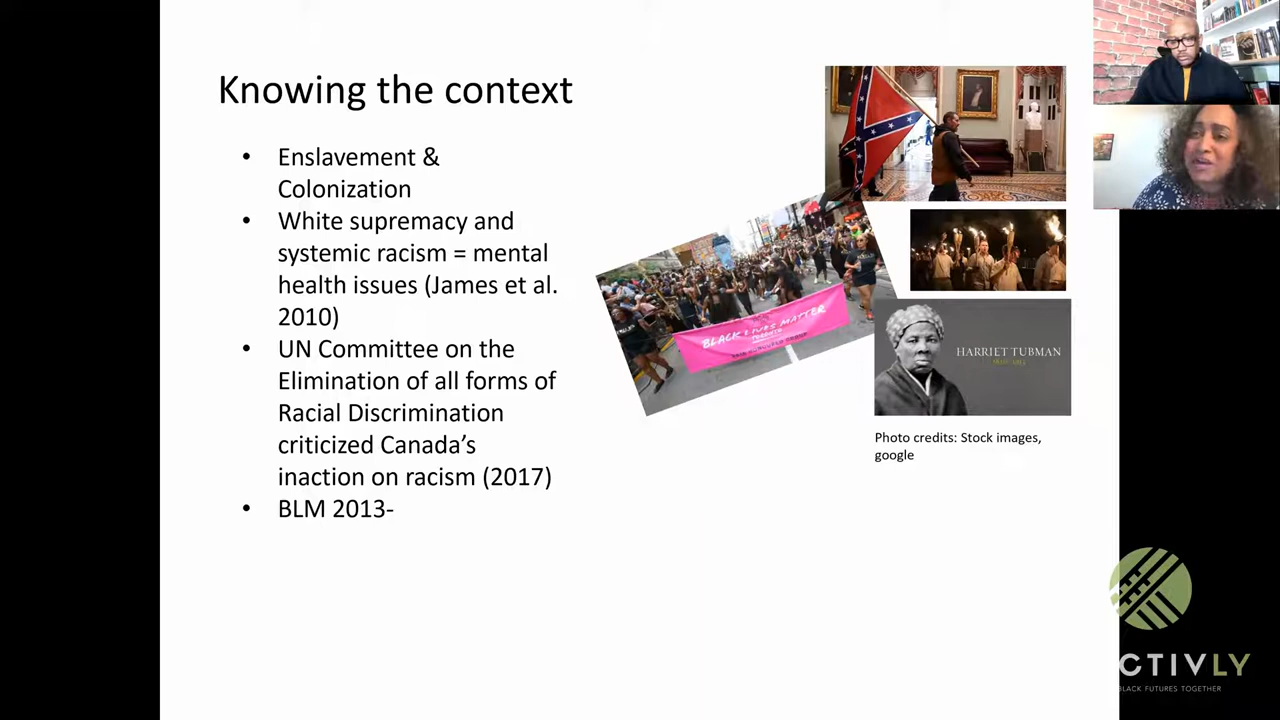 Knowing the context
• Enslavement &
Colonization
• White supremacy and
systemic racism = mental
health issues (James et al.
2010)
• UN Committee on the
Elimination of all forms of
Racial Discrimination
criticized Canada’s
inaction on racism (2017)
• BLM 2013-
BLACK LIVES MATTER
TORONTO
HARRIET TUBMAN
Photo credits: Stock images,
google
CTIVLY
BLACK FUTURES TOGETHER